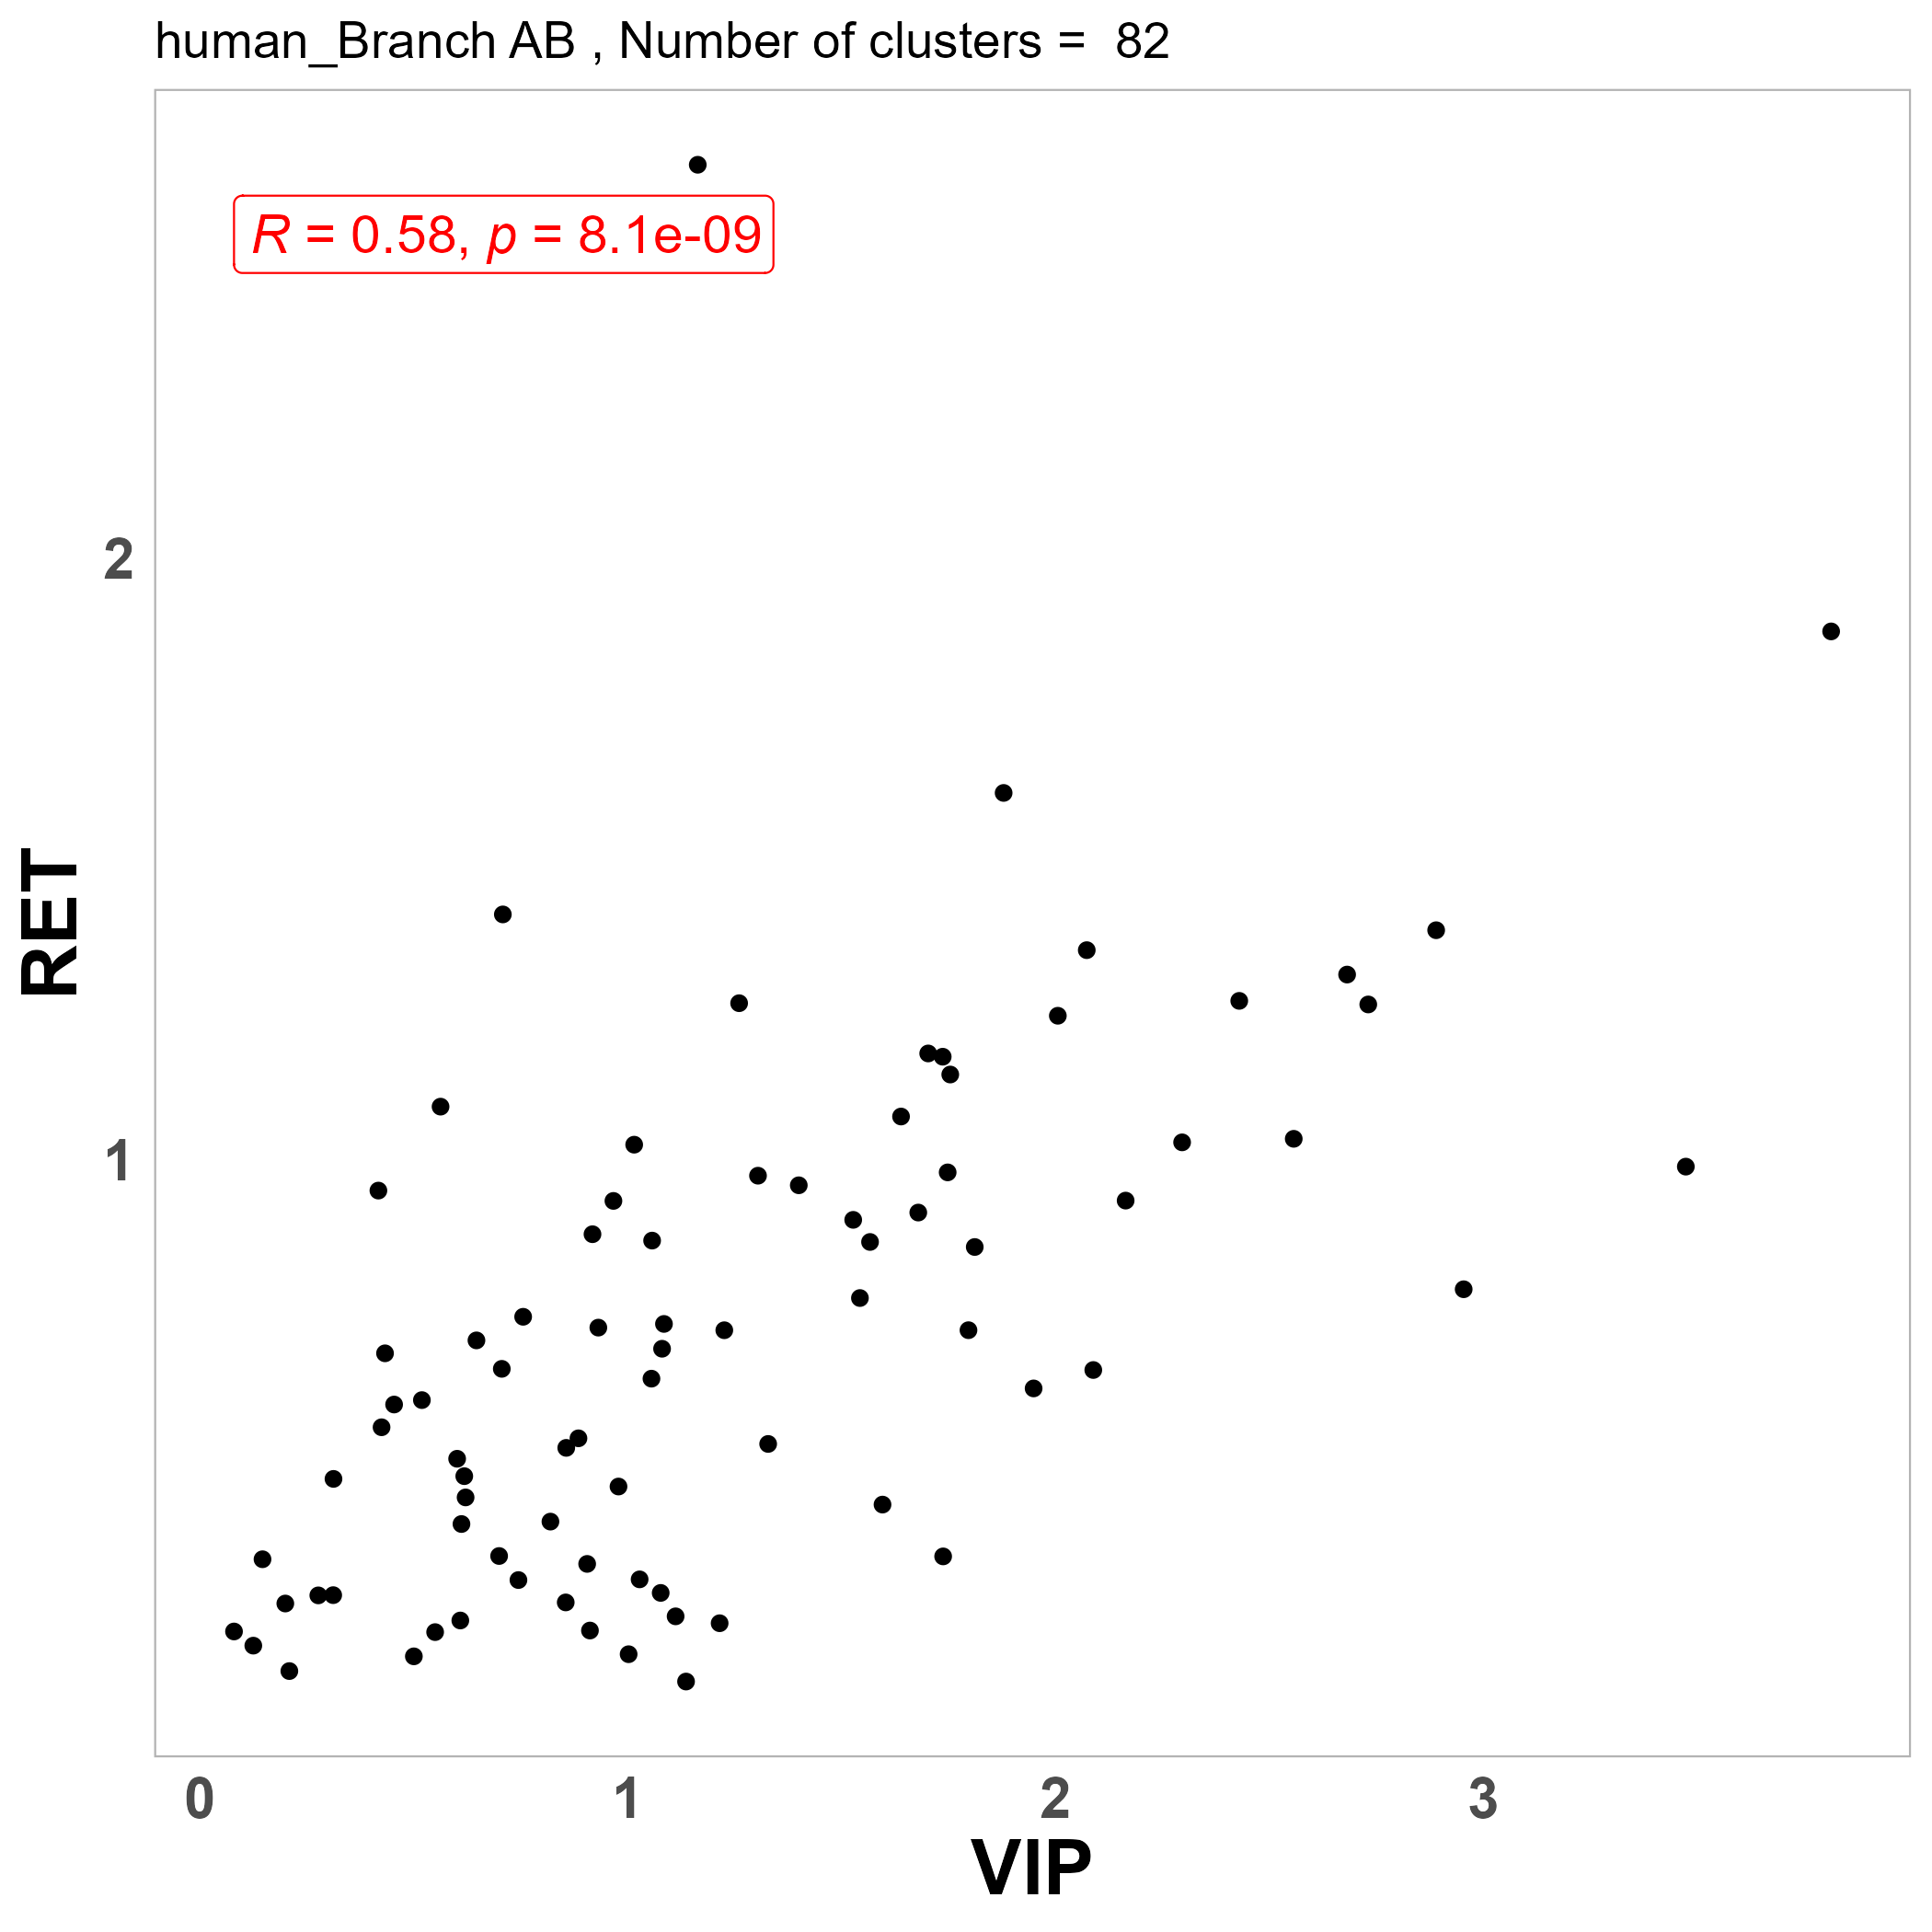 human_Branch AB , Number of clusters =  82
R = 0.58, p = 8.1e-09
2
1
RET
0 1 2 3
VIP